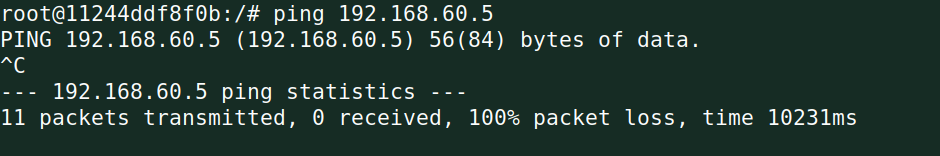 root@11244ddf8f0b:/# ping 192.168.60.5
PING 192.168.60.5 (192.168.60.5) 56(84) bytes of data.
^C
--- 192.168.60.5 ping statistics ---
11 packets transmitted, 0 received, 100% packet loss, time 10231ms